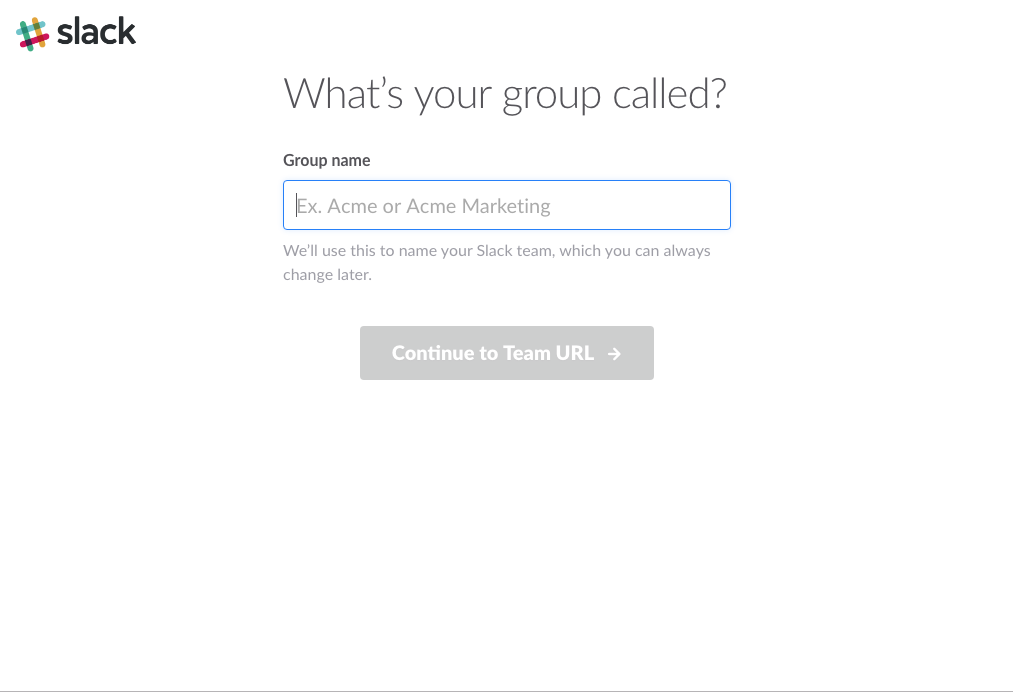 slack
What’s your group called?
Group name
Ex. Acme or Acme Marketing
We’ll use this to name your Slack team, which you can always
change later.
Continue to Team URL →